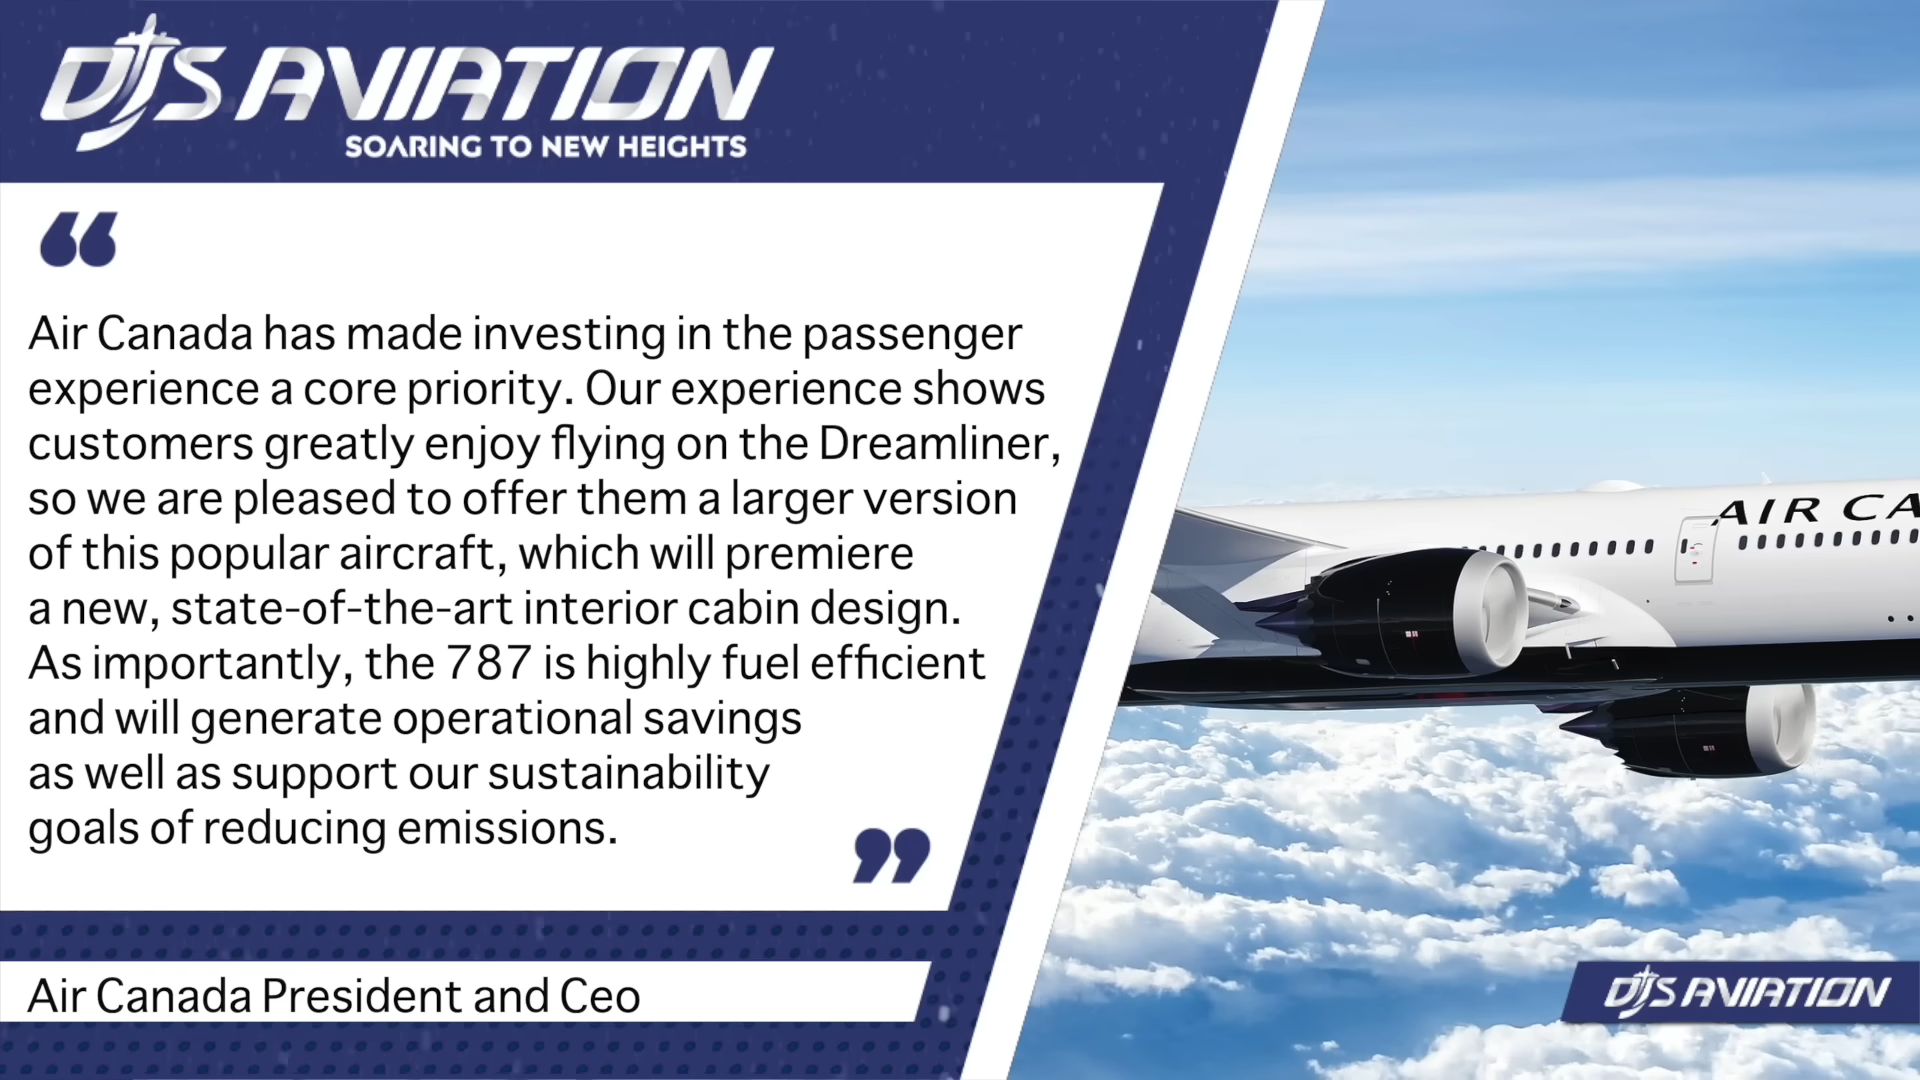 DJ'S AVIATION
SOARING TO NEW HEIGHTS
“
Air Canada has made investing in the passenger
experience a core priority. Our experience shows
customers greatly enjoy flying on the Dreamliner,
so we are pleased to offer them a larger version
of this popular aircraft, which will premiere
a new, state-of-the-art interior cabin design.
As importantly, the 787 is highly fuel efficient
and will generate operational savings
as well as support our sustainability
goals of reducing emissions.
”
Air Canada President and Ceo
AIR CA
DJ'S AVIATION